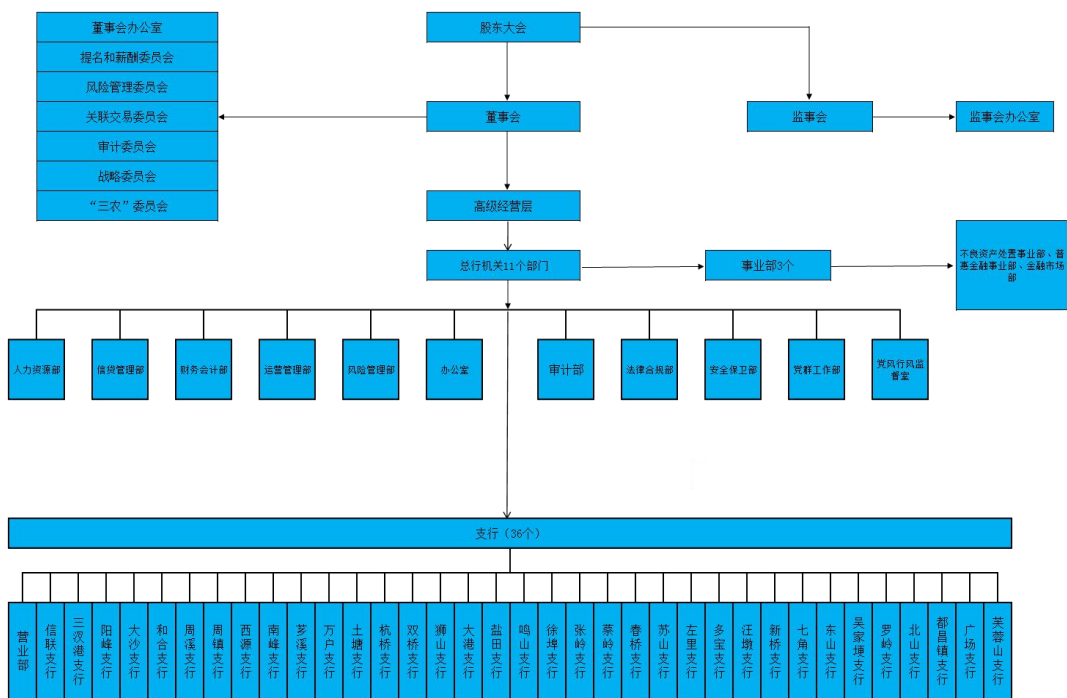 董事会办公室
提名和薪酬委员会
风险管理委员会
关联交易委员会
审计委员会
战略委员会
“三农”委员会
股东大会
董事会
监事会
监事会办公室
高级经营层
总行机关11个部门
事业部3个
不良资产处置事业部、普
惠金融事业部、金融市场
部
人力资源部
信贷管理部
财务会计部
运营管理部
风险管理部
办公室
审计部
法律合规部
安全保卫部
党群工作部
党风行风监
督室
支行（36个）
营业部
信联支行
三汊港支行
阳峰支行
大沙支行
和合支行
周溪支行
周镇支行
西源支行
南峰支行
芗溪支行
万户支行
土塘支行
杭桥支行
双桥支行
狮山支行
大港支行
盐田支行
鸣山支行
徐埠支行
张岭支行
蔡岭支行
春桥支行
苏山支行
左里支行
多宝支行
汪墩支行
新桥支行
七角支行
东山支行
吴家埂支行
罗岭支行
北山支行
都昌镇支行
广场支行
芙蓉山支行